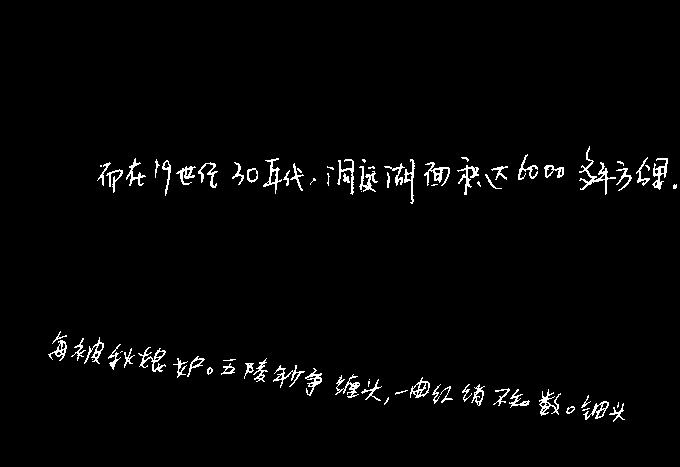 而在19世纪30年代，洞庭湖面积达6000多平方公里.
每被秋娘妒。五陵年少争缠头，一曲红绡不知数。钿头